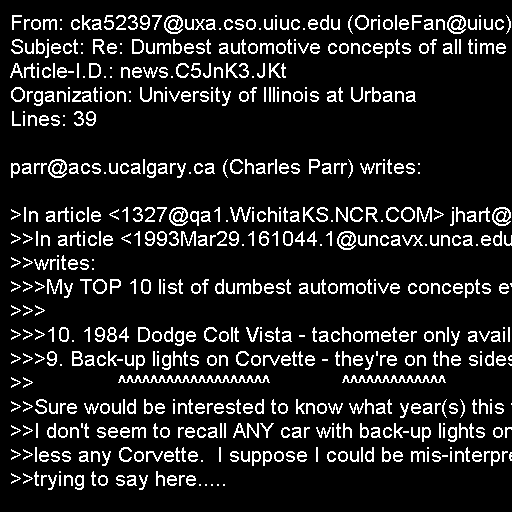 From: cka52397@uxa.cso.uiuc.edu (OrioleFan@uiuc)
Subject: Re: Dumbest automotive concepts of all time
Article-I.D.: news.C5JnK3.JKt
Organization: University of Illinois at Urbana
Lines: 39

parr@acs.ucalgary.ca (Charles Parr) writes:

>In article <1327@qa1.WichitaKS.NCR.COM> jhart@
>>In article <1993Mar29.161044.1@uncavx.unca.edu
>>writes:
>>>My TOP 10 list of dumbest automotive concepts e
>>>
>>>10. 1984 Dodge Colt Vista - tachometer only avail
>>>9. Back-up lights on Corvette - they're on the sides
>>              ^^^^^^^^^^^^^^^^^^^            ^^^^^^^^^^^^^
>>Sure would be interested to know what year(s) this
>>I don't seem to recall ANY car with back-up lights on
>>less any Corvette.  I suppose I could be mis-interpre
>>trying to say here.....